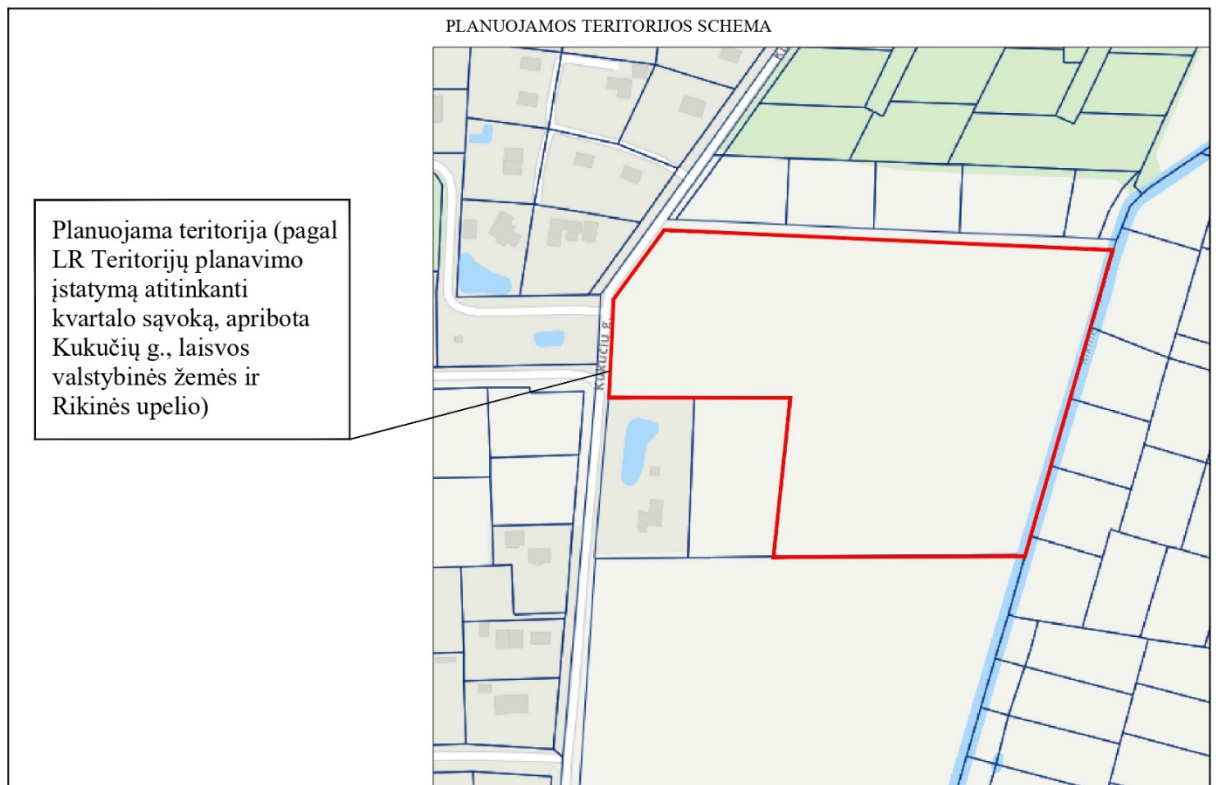 PLANUOJAMOS TERITORIJOS SCHEMA
Planuojama teritorija (pagal
LR Teritorijų planavimo
įstatymą atitinkanti
kvartalo sąvoką, apribota
Kukučių g., laisvos
valstybinės žemės ir
Rikinės upelio)
Kukučių g.